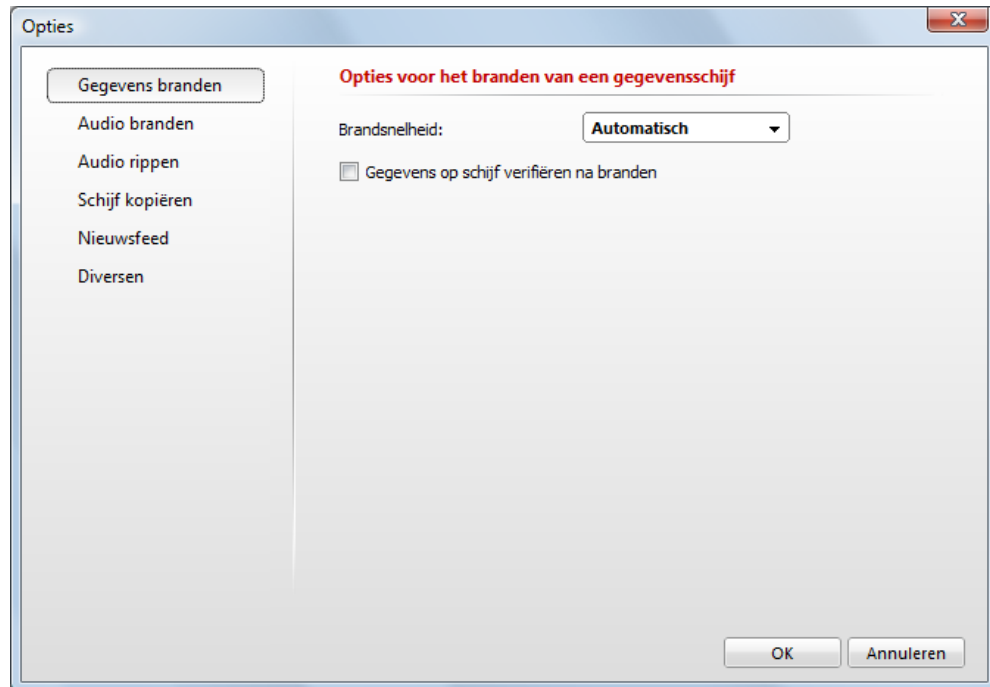 Opties
Gegevens branden
Audio branden
Audio rippen
Schijf kopiëren
Nieuwsfeed
Diversen
Opties voor het branden van een gegevensschijf
Brandsnelheid: Automatisch
Gegevens op schijf verifiëren na branden
OK Annuleren